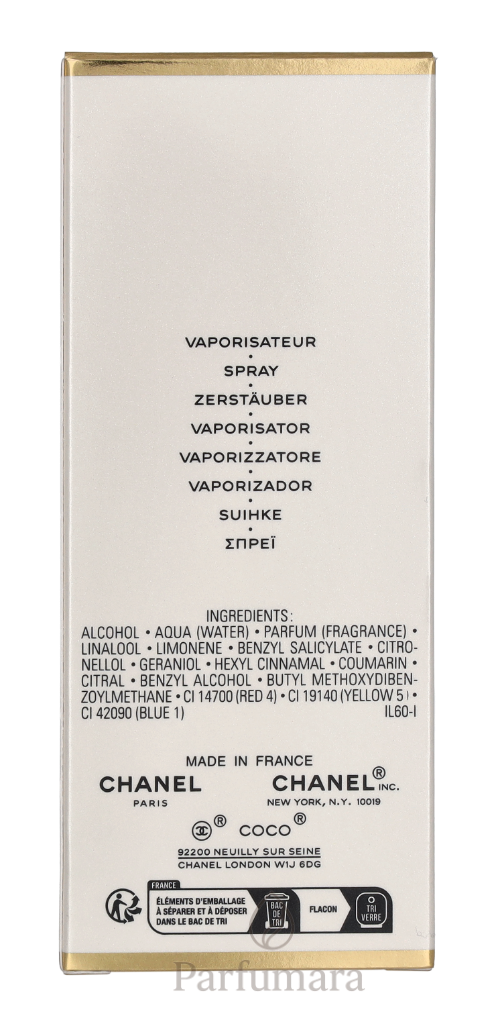 VAPORISATEUR
•
SPRAY
•
ZERSTÄUBER
•
VAPORISATOR
•
VAPORIZZATORE
•
VAPORIZADOR
•
SUIHKE
•
ΣΠΡΕΪ
INGREDIENTS:
ALCOHOL • AQUA (WATER) • PARFUM (FRAGRANCE) •
LINALOOL • LIMONENE • BENZYL SALICYLATE • CITRO-
NELLOL • GERANIOL • HEXYL CINNAMAL • COUMARIN •
CITRAL • BENZYL ALCOHOL • BUTYL METHOXYDIBEN-
ZOYLMETHANE • CI 14700 (RED 4) • CI 19140 (YELLOW 5) •
CI 42090 (BLUE 1) IL60-I
MADE IN FRANCE
CHANEL CHANEL® INC.
PARIS NEW YORK, N.Y. 10019
® COCO®
92200 NEUILLY SUR SEINE
CHANEL LONDON W1J 6DG
FRANCE
ÉLÉMENTS D'EMBALLAGE
À SÉPARER ET À DÉPOSER
DANS LE BAC DE TRI
BAC
DE
TRI
FLACON
TRI
VERRE
Parfumara